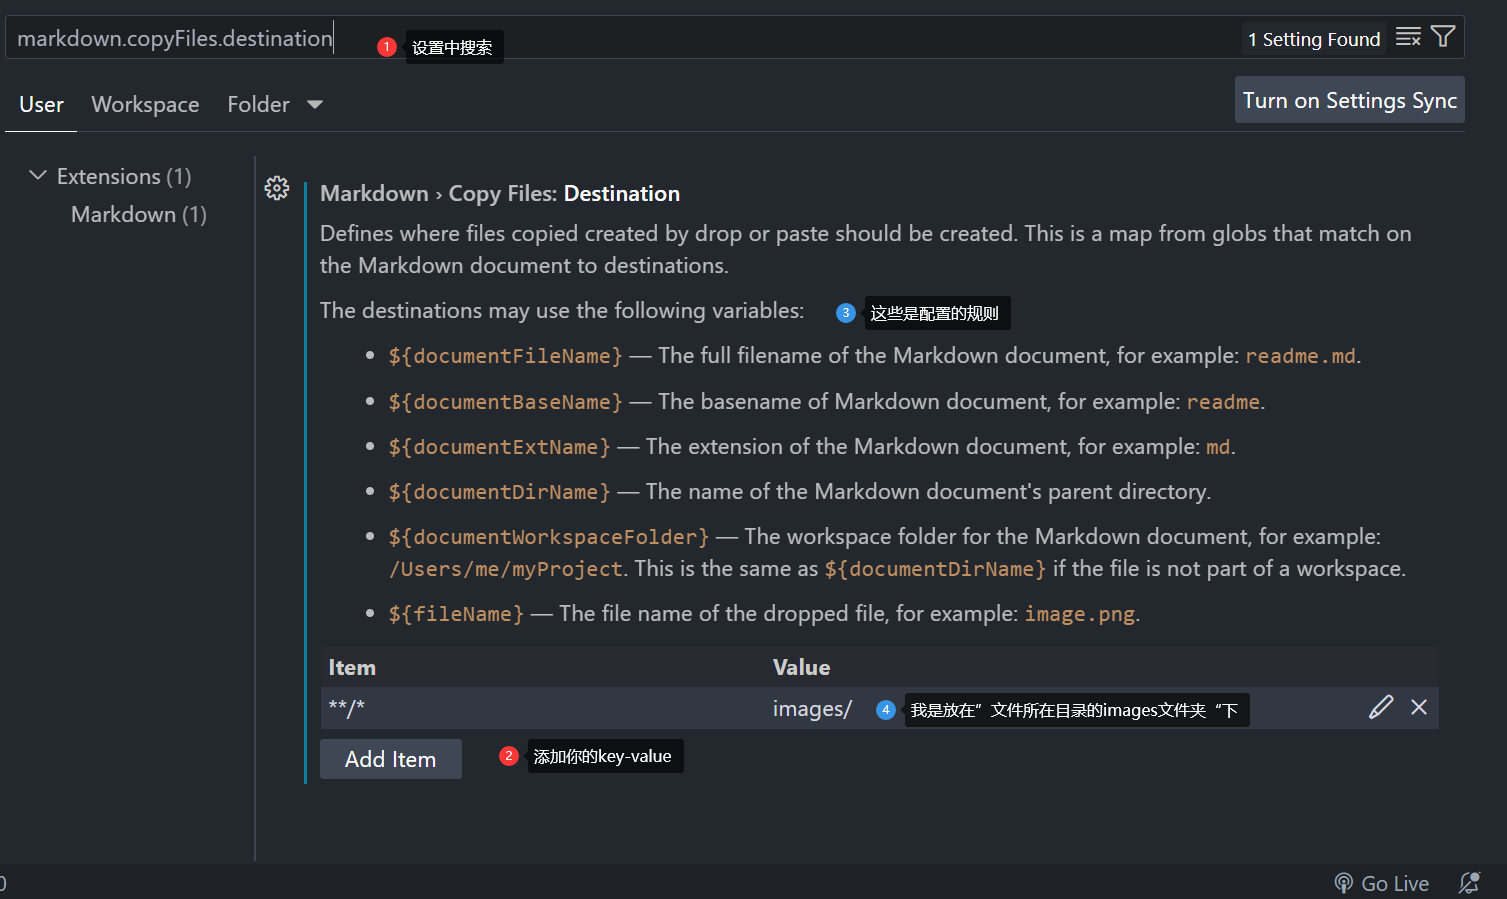 markdown.copyFiles.destination
1 设置中搜索
1 Setting Found
User Workspace Folder
Turn on Settings Sync
Extensions (1)
Markdown (1)
Markdown › Copy Files: Destination
Defines where files copied created by drop or paste should be created. This is a map from globs that match on
the Markdown document to destinations.
The destinations may use the following variables:
3 这些是配置的规则
• ${documentFileName} — The full filename of the Markdown document, for example: readme.md.
• ${documentBaseName} — The basename of Markdown document, for example: readme.
• ${documentExtName} — The extension of the Markdown document, for example: md.
• ${documentDirName} — The name of the Markdown document's parent directory.
• ${documentWorkspaceFolder} — The workspace folder for the Markdown document, for example:
/Users/me/myProject. This is the same as ${documentDirName} if the file is not part of a workspace.
• ${fileName} — The file name of the dropped file, for example: image.png.
Item Value
**/* images/
4 我是放在”文件所在目录的images文件夹“下
Add Item
2 添加你的key-value
0
Go Live